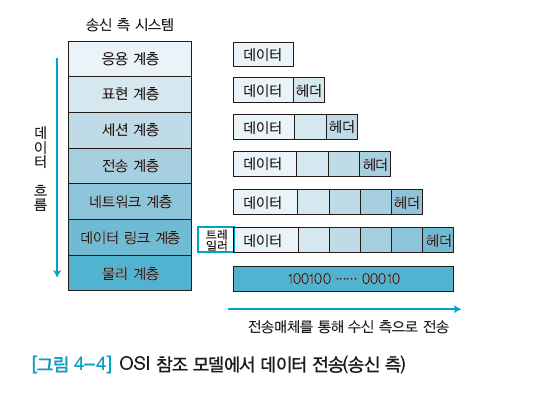 송신 측 시스템
응용 계층
데이터
표현 계층
데이터 헤더
세션 계층
데이터 헤더
전송 계층
데이터 헤더
네트워크 계층
데이터 헤더
데이터 링크 계층
트레
일러
데이터 헤더
물리 계층
100100 ······ 00010
데이터 흐름
전송매체를 통해 수신 측으로 전송
[그림 4-4] OSI 참조 모델에서 데이터 전송(송신 측)